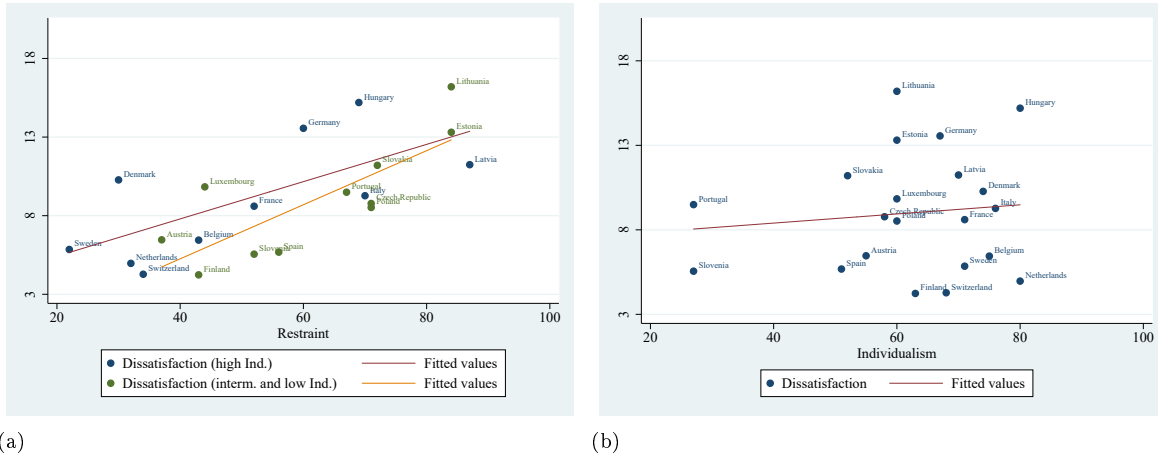 18
13
8
3
Lithuania
Hungary
Germany
Estonia
Slovakia
Latvia
Denmark
Luxembourg
Portugal
Italy
Czech Republic
Poland
France
Austria
Belgium
Sweden
Slovenia
Spain
Netherlands
Switzerland
Finland
20 40 60 80 100
Restraint
Dissatisfaction (high Ind.) Fitted values
Dissatisfaction (interm. and low Ind.) Fitted values
(a)
18
13
8
3
Lithuania
Hungary
Germany
Estonia
Slovakia
Latvia
Denmark
Luxembourg
Portugal
Italy
Czech Republic
Poland
France
Austria
Belgium
Spain
Sweden
Slovenia
Netherlands
Finland
Switzerland
20 40 60 80 100
Individualism
Dissatisfaction Fitted values
(b)